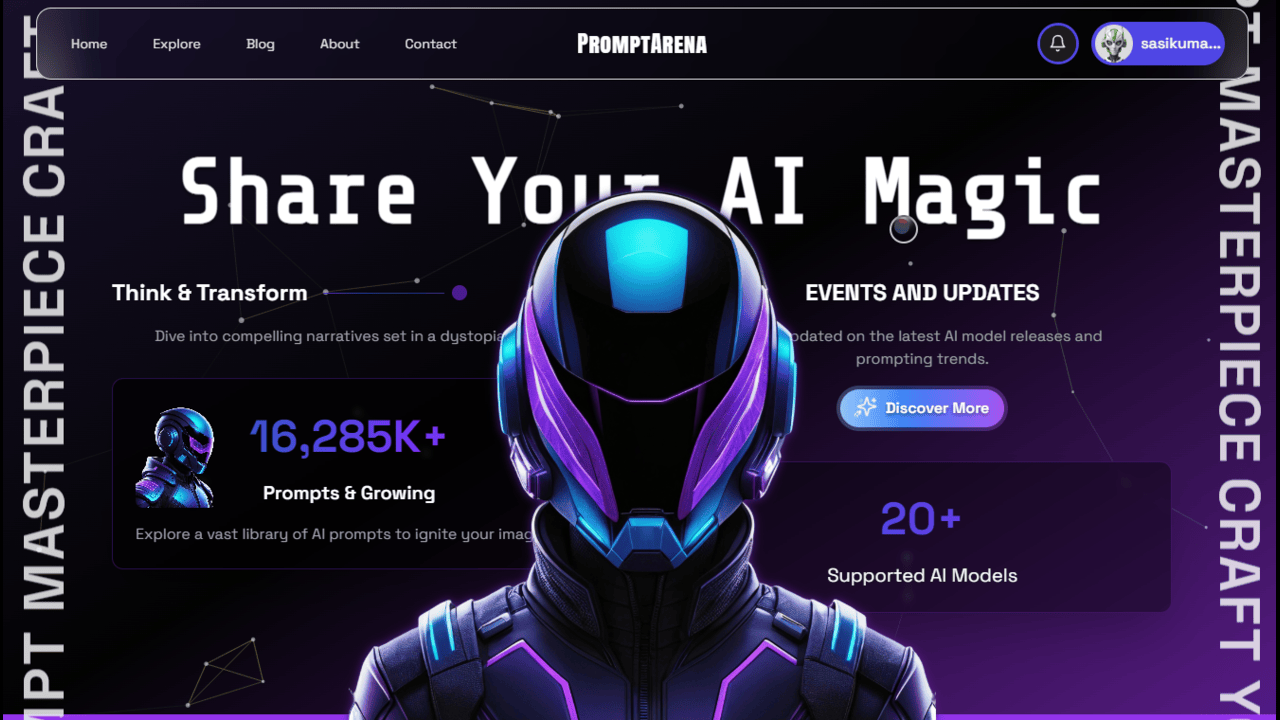 Home Explore Blog About Contact PROMPTARENA sasikuma...
Share Your AI Magic
Think & Transform
Dive into compelling narratives set in a dystopia
16,285K+
Prompts & Growing
Explore a vast library of AI prompts to ignite your imag
EVENTS AND UPDATES
pdated on the latest AI model releases and
prompting trends.
Discover More
20+
Supported AI Models
MPT MASTERPIECE CRAFT
PT MASTERPIECE CRAFT Y